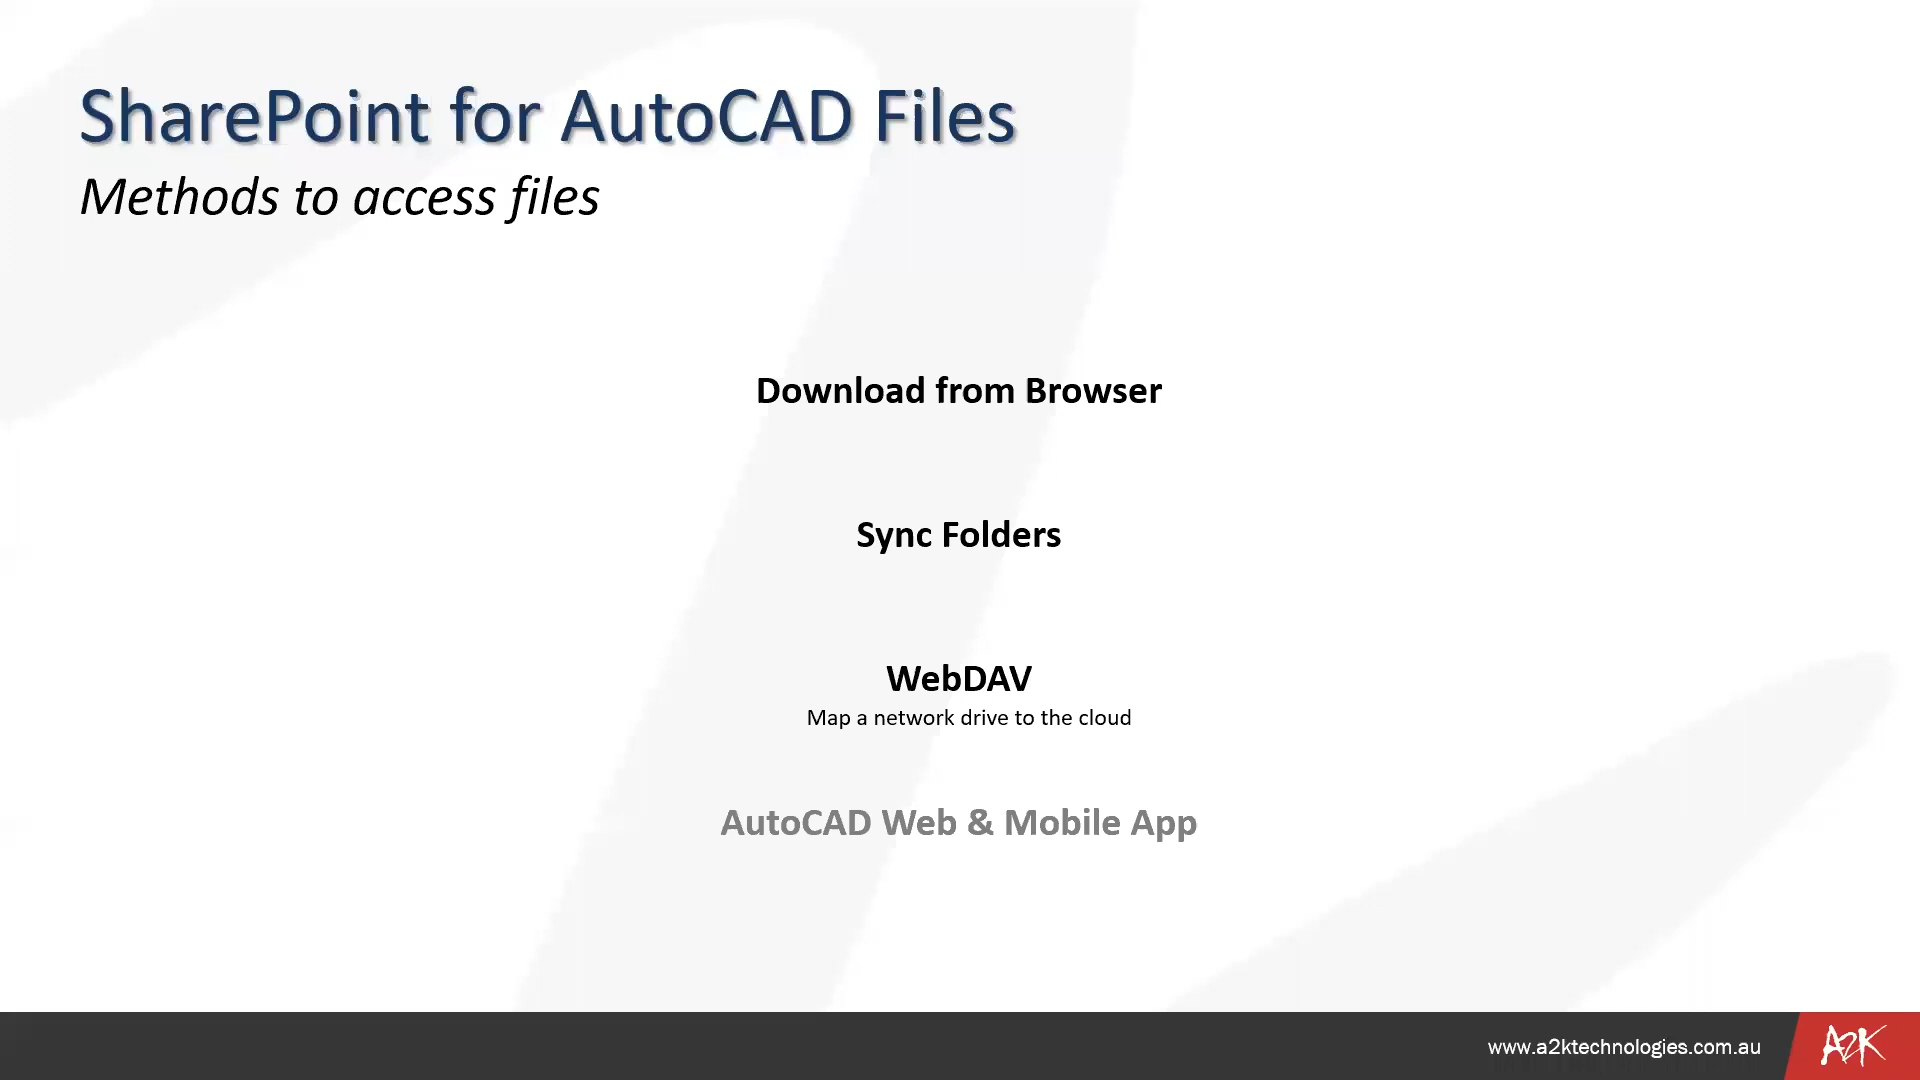 SharePoint for AutoCAD Files
Methods to access files
Download from Browser
Sync Folders
WebDAV
Map a network drive to the cloud
AutoCAD Web & Mobile App
www.a2ktechnologies.com.au
A2K